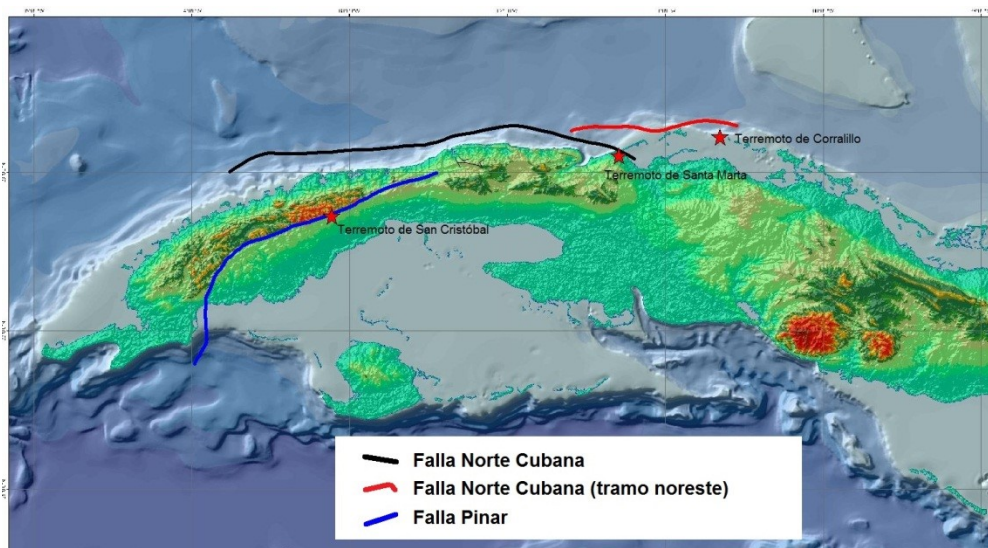 Terremoto de Corralillo
Terremoto de Santa Marta
Terremoto de San Cristóbal
Falla Norte Cubana
Falla Norte Cubana (tramo noreste)
Falla Pinar